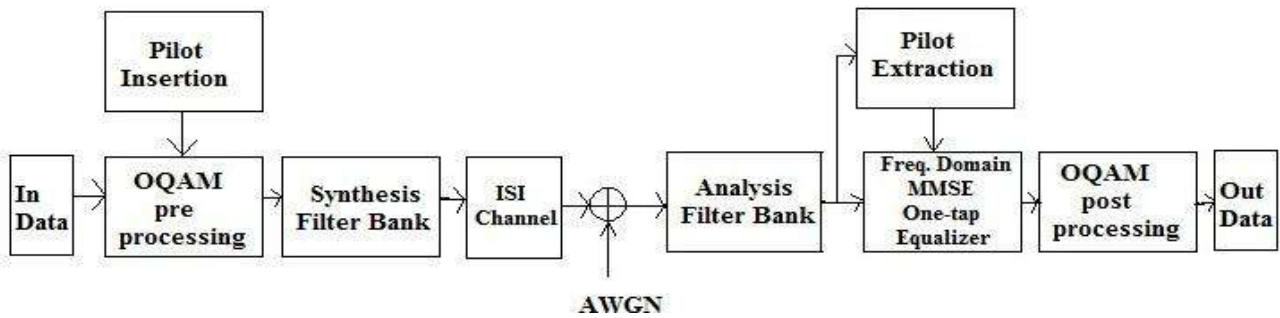 Pilot
Insertion
Pilot
Extraction
In
Data
OQAM
pre
processing
Synthesis
Filter Bank
ISI
Channel
Analysis
Filter Bank
Freq. Domain
MMSE
One-tap
Equalizer
OQAM
post
processing
Out
Data
AWGN